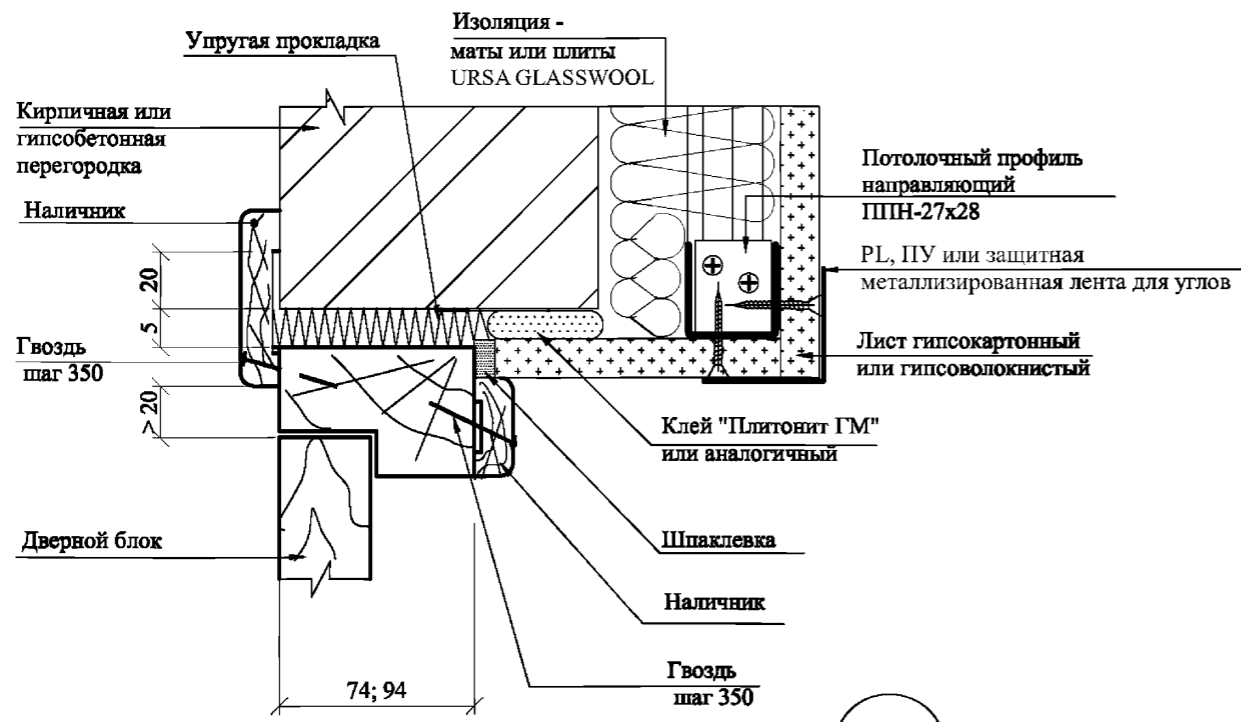 Изоляция -
маты или плиты
URSA GLASSWOOL
Упругая прокладка
Кирпичная или
гипсобетонная
перегородка
Потолочный профиль
направляющий
ППН-27х28
Наличник
PL, ПУ или защитная
металлизированная лента для углов
20
5
Гвоздь
шаг 350
Лист гипсокартонный
или гипсоволокнистый
> 20
Клей "Плитонит ГМ"
или аналогичный
Дверной блок
Шпаклевка
Наличник
Гвоздь
шаг 350
74; 94